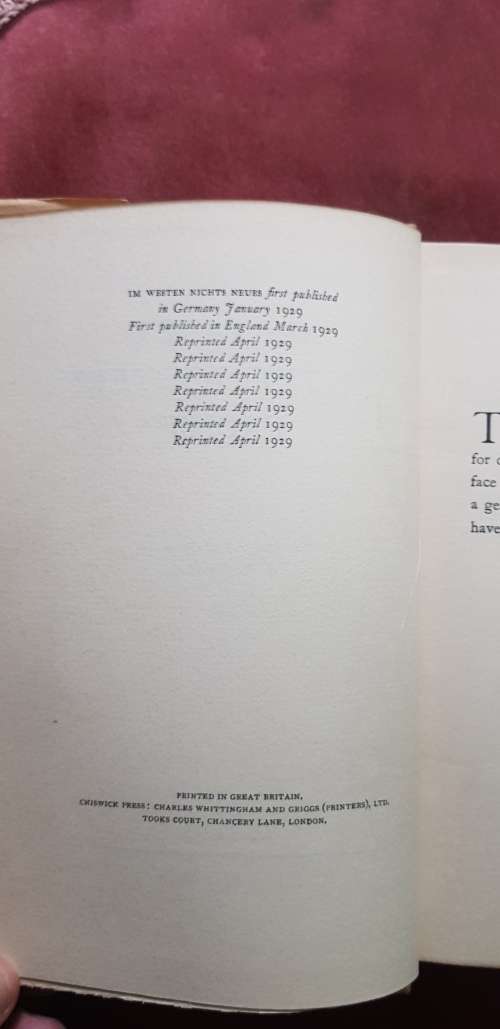 IM WESTEN NICHTS NEUES first published
in Germany January 1929
First published in England March 1929
Reprinted April 1929
Reprinted April 1929
Reprinted April 1929
Reprinted April 1929
Reprinted April 1929
Reprinted April 1929
Reprinted April 1929
PRINTED IN GREAT BRITAIN.
CHISWICK PRESS: CHARLES WHITTINGHAM AND GRIGGS (PRINTERS), LTD.
TOOKS COURT, CHANCERY LANE, LONDON.
T
for
face
a ge
have